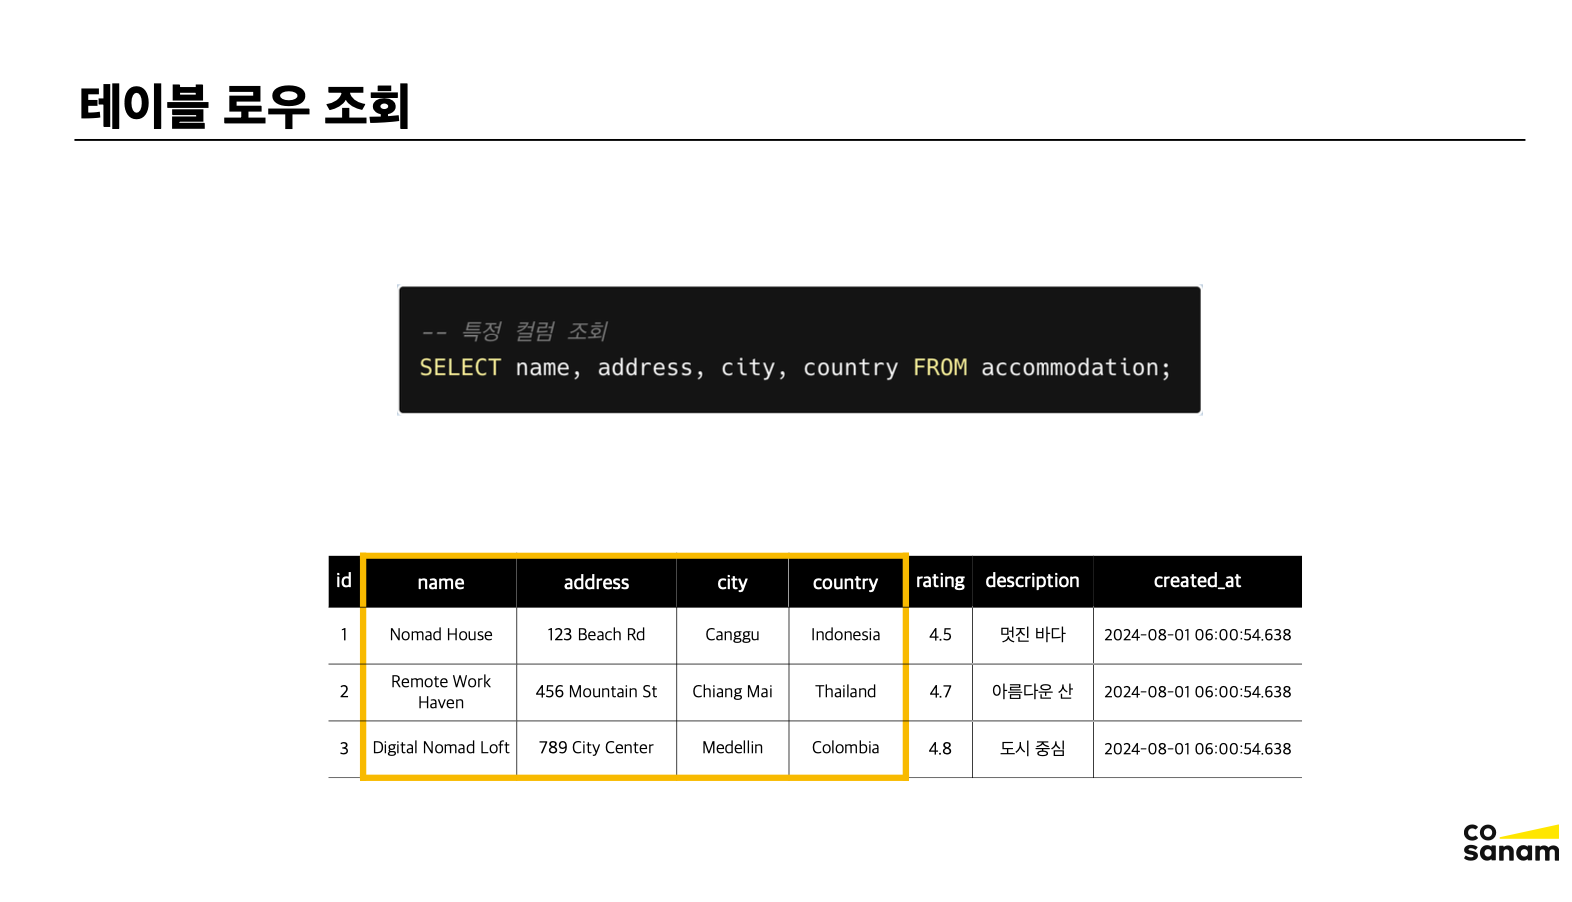 테이블 로우 조회
-- 특정 컬럼 조회
SELECT name, address, city, country FROM accommodation;
id name address city country rating description created_at
1 Nomad House 123 Beach Rd Canggu Indonesia 4.5 멋진 바다 2024-08-01 06:00:54.638
2 Remote Work Haven 456 Mountain St Chiang Mai Thailand 4.7 아름다운 산 2024-08-01 06:00:54.638
3 Digital Nomad Loft 789 City Center Medellin Colombia 4.8 도시 중심 2024-08-01 06:00:54.638
co
sanam